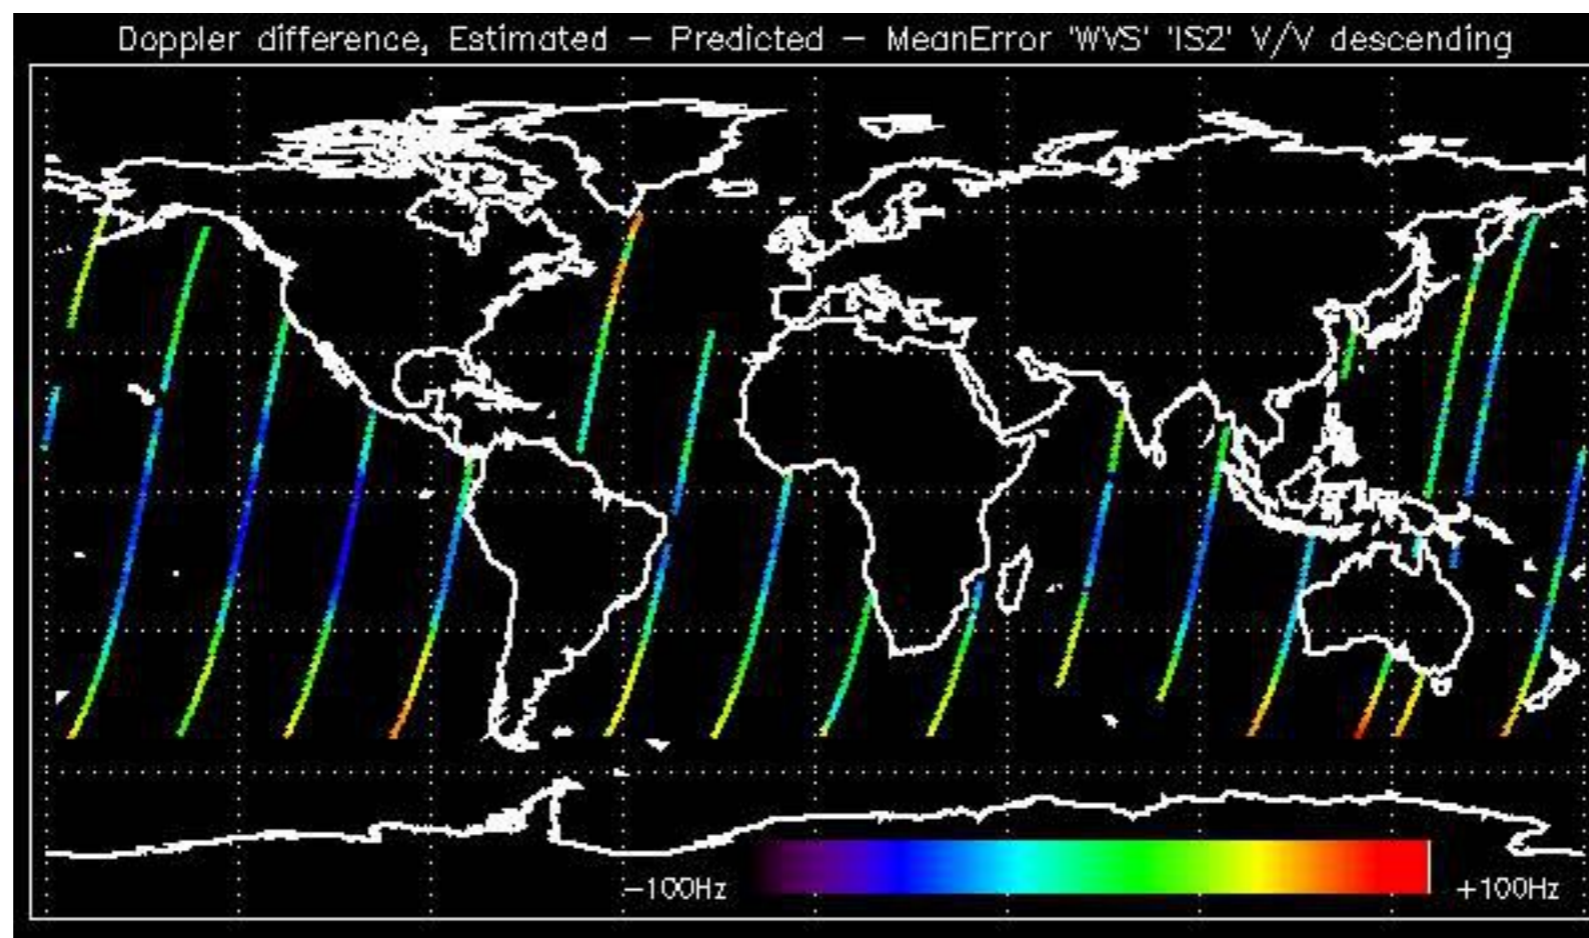 Doppler difference, Estimated – Predicted – MeanError 'WVS' 'IS2' V/V descending
–100Hz
+100Hz